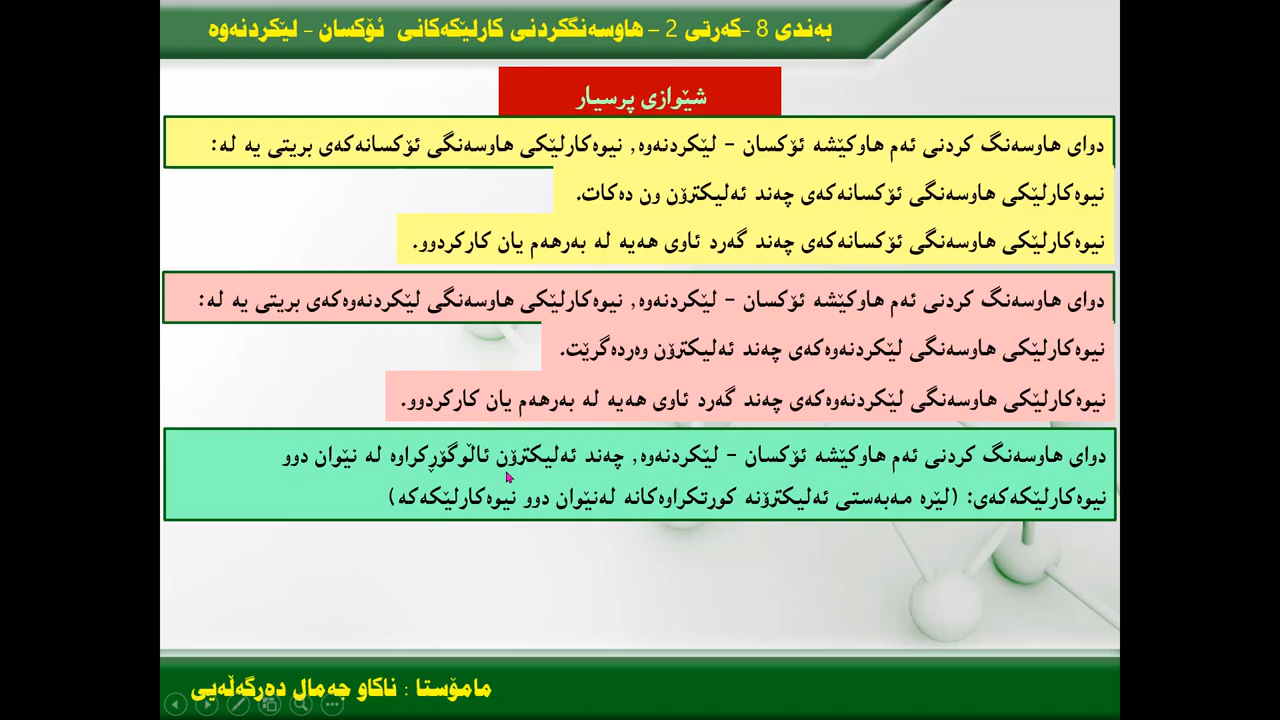 بەندی 8 –کەرتی 2 – هاوسەنگکردنی کارلێکەکانی ئۆکسان - لێکردنەوە
شێوازی پرسیار
دوای هاوسەنگ کردنی ئەم هاوکێشە ئۆکسان – لێکردنەوە, نیوەکارلێکی هاوسەنگی ئۆکسانەکەی بریتی یە لە:
نیوەکارلێکی هاوسەنگی ئۆکسانەکەی چەند ئەلیکترۆن ون دەکات.
نیوەکارلێکی هاوسەنگی ئۆکسانەکەی چەند گەرد ئاوی هەیە لە بەرهەم یان کارکردوو.
دوای هاوسەنگ کردنی ئەم هاوکێشە ئۆکسان – لێکردنەوە, نیوەکارلێکی هاوسەنگی لێکردنەوەکەی بریتی یە لە:
نیوەکارلێکی هاوسەنگی لێکردنەوەکەی چەند ئەلیکترۆن وەردەگرێت.
نیوەکارلێکی هاوسەنگی لێکردنەوەکەی چەند گەرد ئاوی هەیە لە بەرهەم یان کارکردوو.
دوای هاوسەنگ کردنی ئەم هاوکێشە ئۆکسان – لێکردنەوە, چەند ئەلیکترۆن ئاڵوگۆڕکراوە لە نێوان دوو
نیوەکارلێکەکەی: (لێرە مەبەستی ئەلیکترۆنە کورتکراوەکانە لەنێوان دوو نیوەکارلێکەکە)
مامۆستا : ناکاو جەمال دەرگەڵەیی